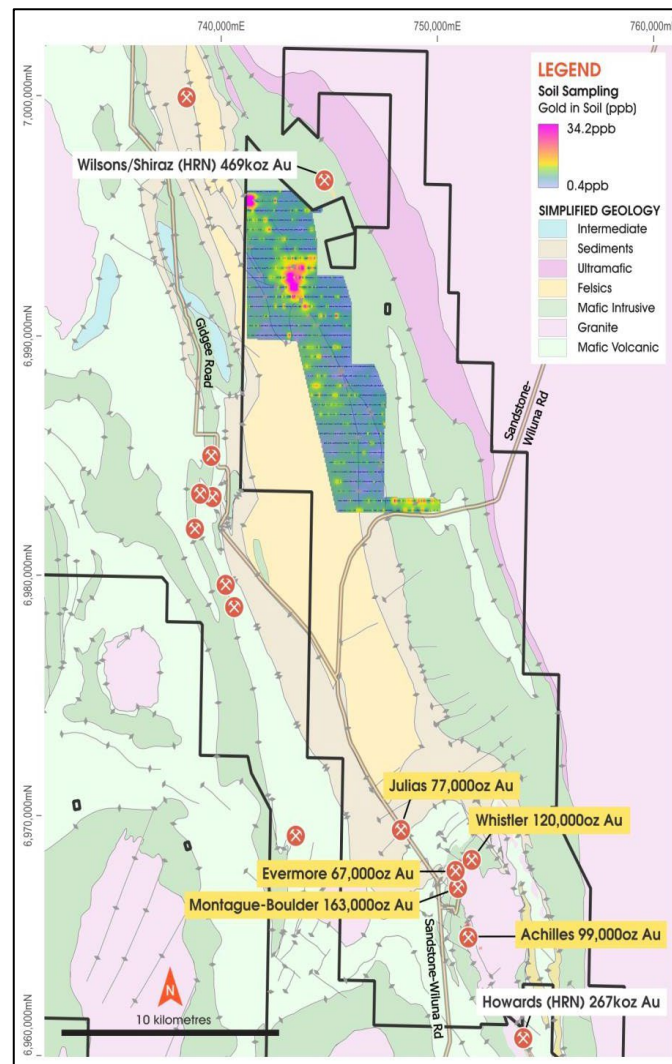 740,000mE
750,000mE
760,000mE
7,000,000mN
6,990,000mN
6,980,000mN
6,970,000mN
6,960,000mN
LEGEND
Soil Sampling
Gold in Soil (ppb)
34.2ppb
0.4ppb
SIMPLIFIED GEOLOGY
Intermediate
Sediments
Ultramafic
Felsics
Mafic Intrusive
Granite
Mafic Volcanic
Wilsons/Shiraz (HRN) 469koz Au
Gidgee Road
Sandstone-
Wiluna Rd
Julias 77,000oz Au
Whistler 120,000oz Au
Evermore 67,000oz Au
Montague-Boulder 163,000oz Au
Achilles 99,000oz Au
Sandstone-Wiluna Rd
Howards (HRN) 267koz Au
N
10 kilometres